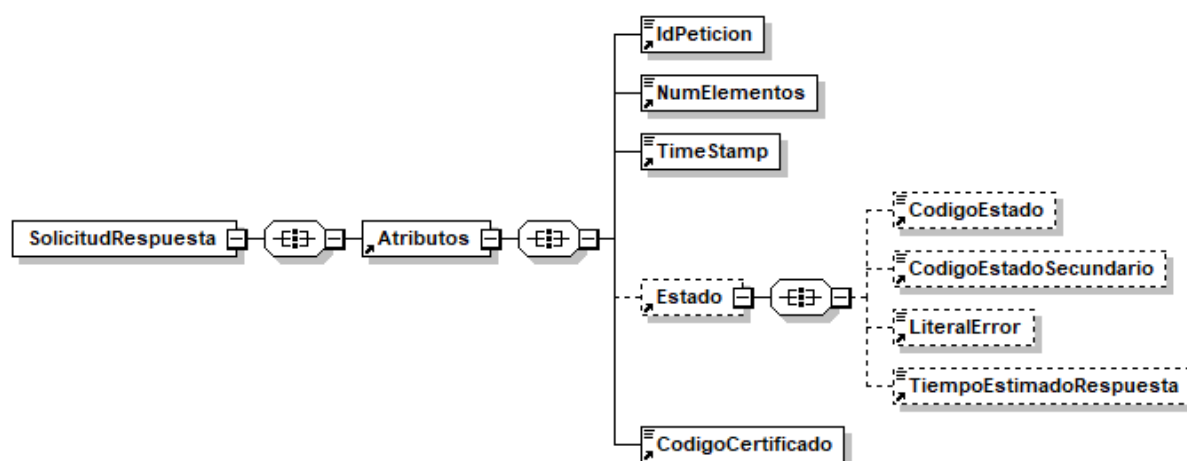 IdPeticion
NumElementos
TimeStamp
SolicitudRespuesta
Atributos
Estado
CodigoEstado
CodigoEstadoSecundario
LiteralError
TiempoEstimadoRespuesta
CodigoCertificado